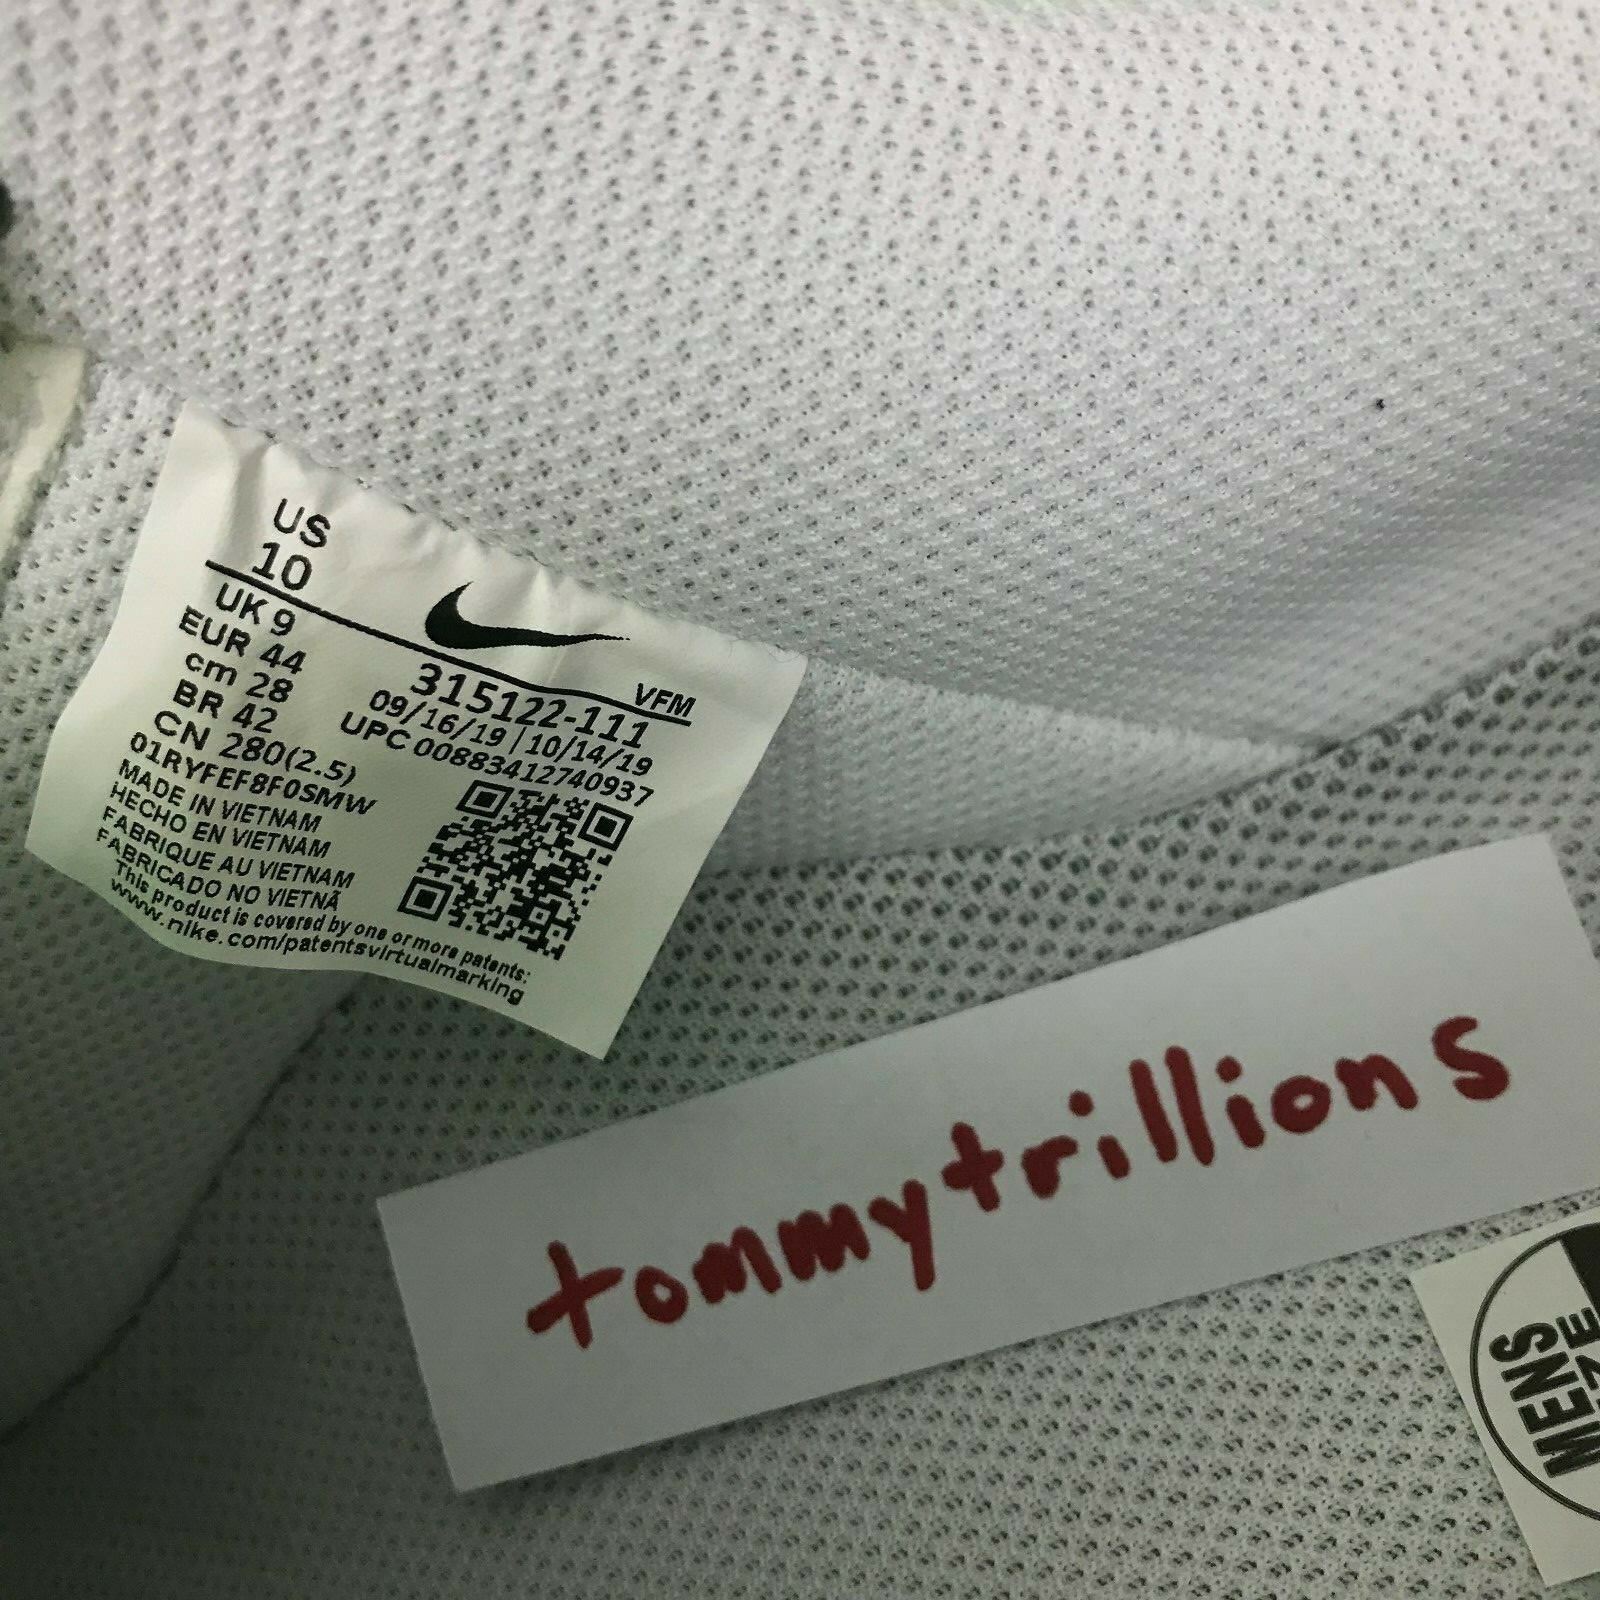 US
10
UK 9
EUR 44
cm 28
BR 42
CN 280(2.5)
01RYFEF8F0SMW
MADE IN VIETNAM
HECHO EN VIETNAM
FABRIQUE AU VIETNAM
FABRICADO NO VIETNÃ
This product is covered by one or more patents:
www.nike.com/patentsvirtualmarking
VFM
315122-111
09/16/19 | 10/14/19
UPC 00883412740937
tommytrillions
MENS